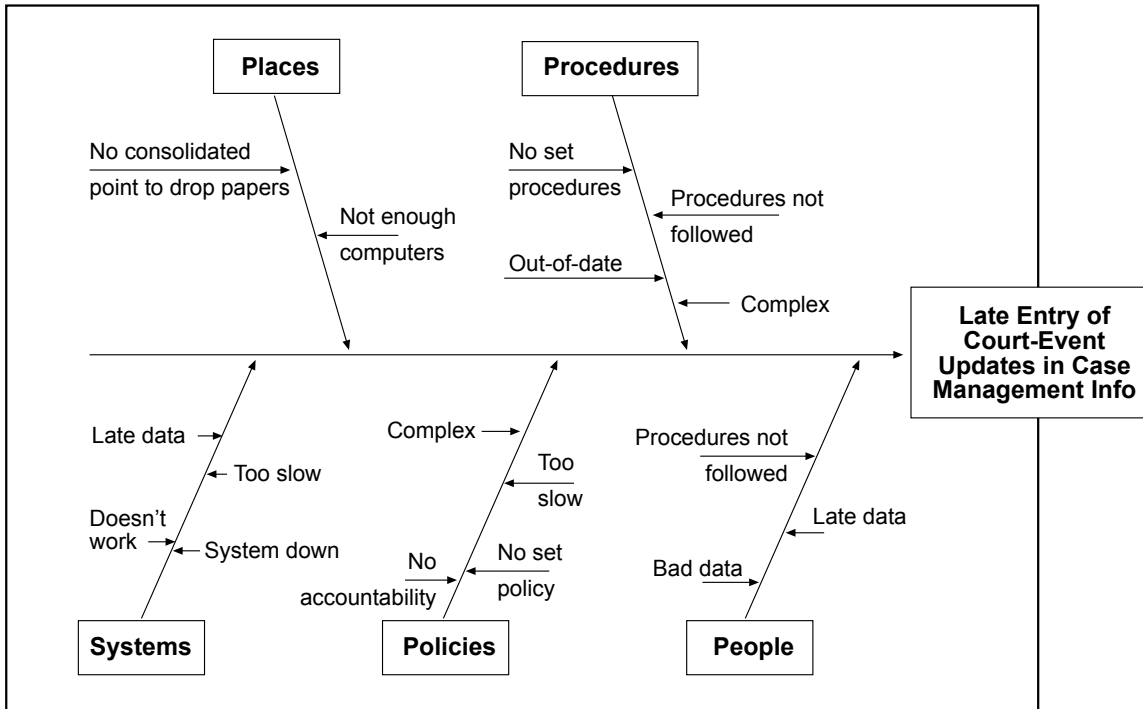 Places
Procedures
No consolidated
point to drop papers
Not enough
computers
No set
procedures
Procedures not
followed
Out-of-date
Complex
Late Entry of
Court-Event
Updates in Case
Management Info
Late data
Too slow
Doesn't
work
System down
Complex
Too
slow
No
accountability
No set
policy
Procedures not
followed
Late data
Bad data
Systems
Policies
People